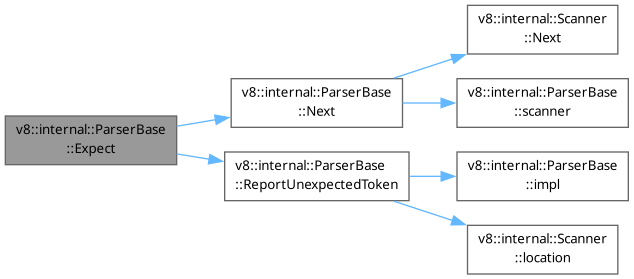 v8::internal::ParserBase
::Expect
v8::internal::ParserBase
::Next
v8::internal::Scanner
::Next
v8::internal::ParserBase
::scanner
v8::internal::ParserBase
::ReportUnexpectedToken
v8::internal::ParserBase
::impl
v8::internal::Scanner
::location